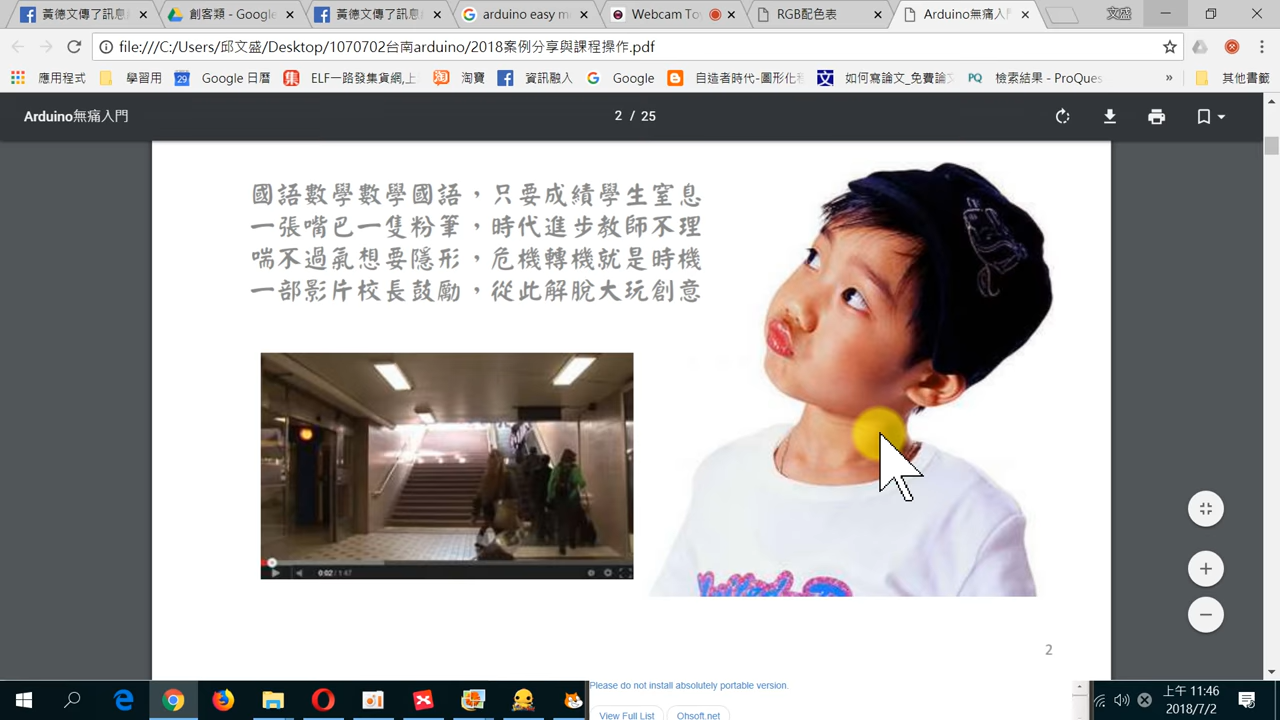 黃德文傳了訊息
創客類 - Google
黃德文傳了訊息
arduino easy m
Webcam To
RGB配色表
Arduino無痛入門
文盛
file:///C:/Users/邱文盛/Desktop/1070702台南arduino/2018案例分享與課程操作.pdf
應用程式
學習用
29
Google 日曆
集
ELF一路發集貨網,上
淘
淘寶
資訊融入
Google
自造者時代-圖形化
文
如何寫論文_免費論
PQ
檢索結果 - ProQues
»
其他書籤
Arduino無痛入門
2 / 25
國語數學數學國語，只要成績學生窒息
一張嘴巴一隻粉筆，時代進步教師不理
喘不過氣想要隱形，危機轉機就是時機
一部影片校長鼓勵，從此解脫大玩創意
0:02 / 1:47
2
Please do not install absolutely portable version.
View Full List
Ohsoft.net
上午 11:46
2018/7/2